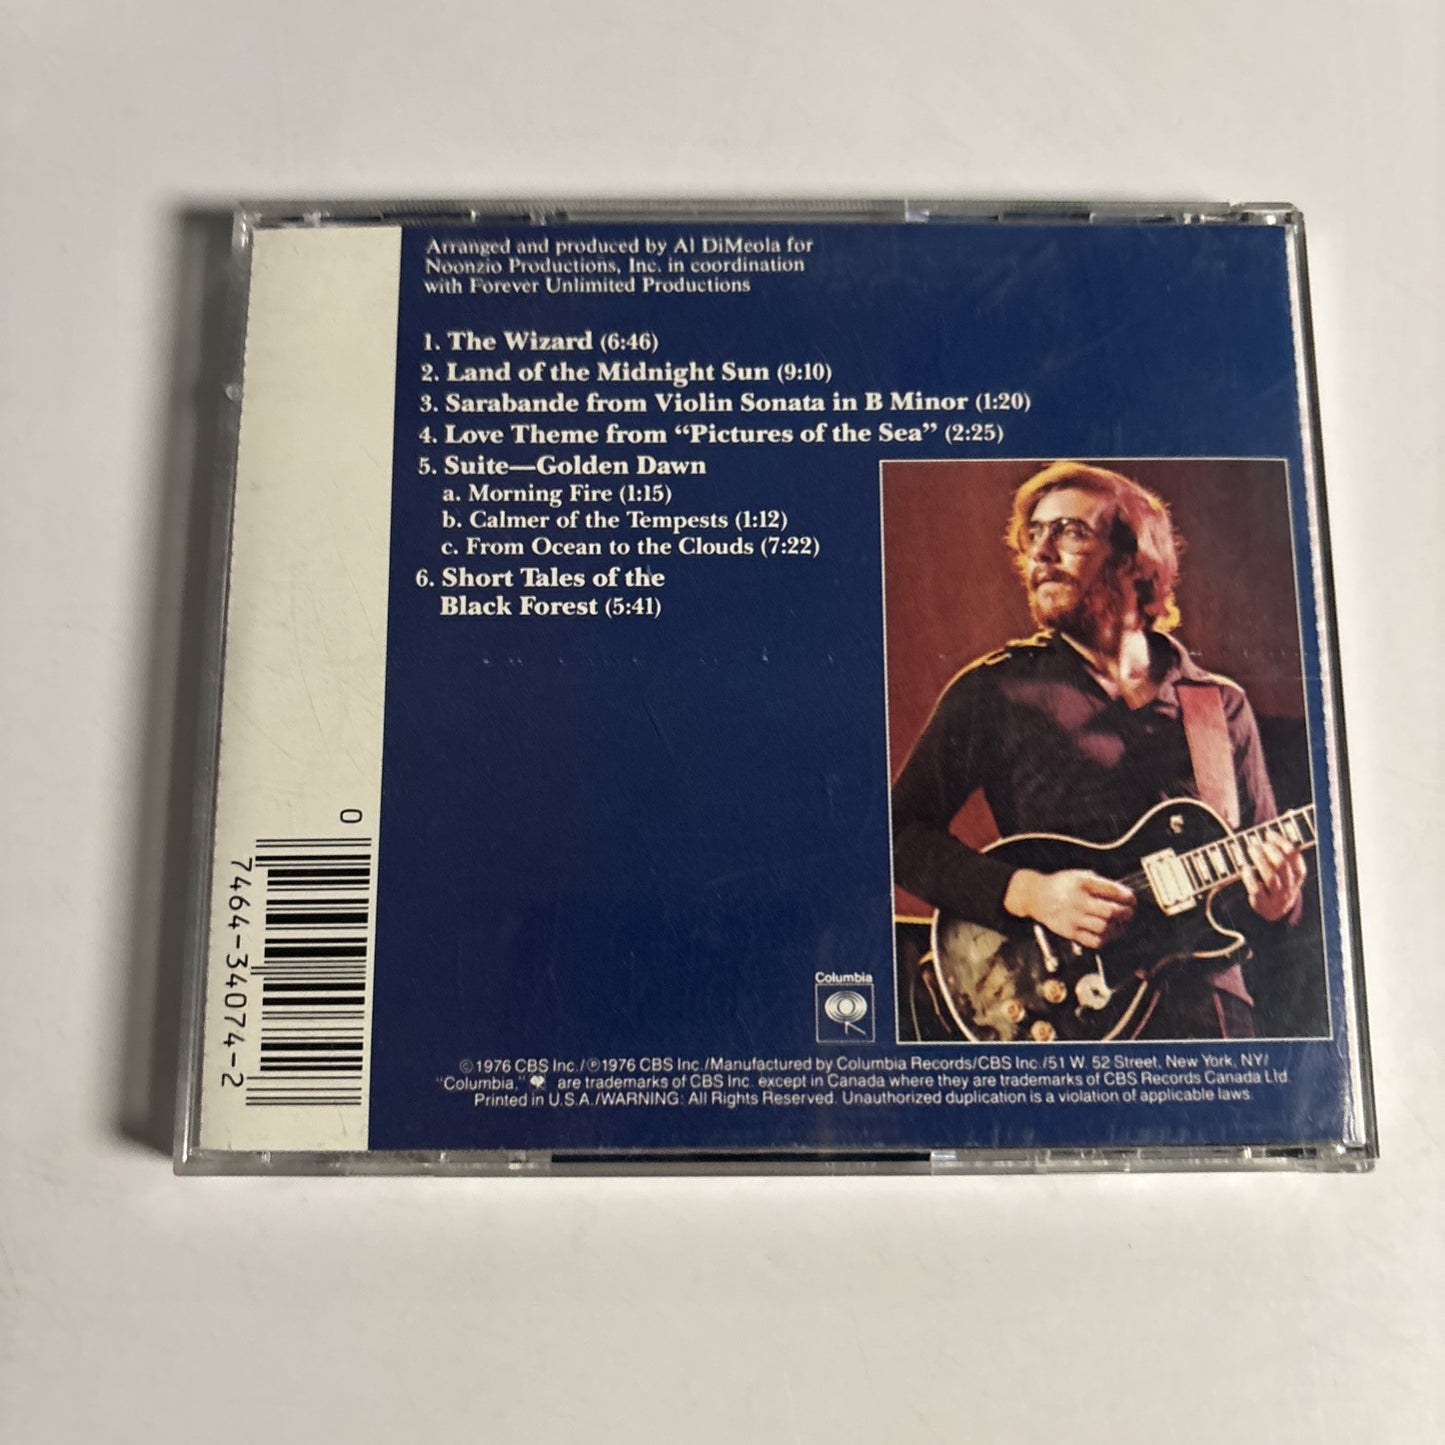 Arranged and produced by Al DiMeola for
Noonzio Productions, Inc. in coordination
with Forever Unlimited Productions
1. The Wizard (6:46)
2. Land of the Midnight Sun (9:10)
3. Sarabande from Violin Sonata in B Minor (1:20)
4. Love Theme from “Pictures of the Sea” (2:25)
5. Suite—Golden Dawn
a. Morning Fire (1:15)
b. Calmer of the Tempests (1:12)
c. From Ocean to the Clouds (7:22)
6. Short Tales of the
Black Forest (5:41)
0
7464-34074-2
Columbia
©1976 CBS Inc./℗1976 CBS Inc./Manufactured by Columbia Records/CBS Inc./51 W. 52 Street, New York, NY/
"Columbia," are trademarks of CBS Inc. except in Canada where they are trademarks of CBS Records Canada Ltd.
Printed in U.S.A./WARNING: All Rights Reserved. Unauthorized duplication is a violation of applicable laws.